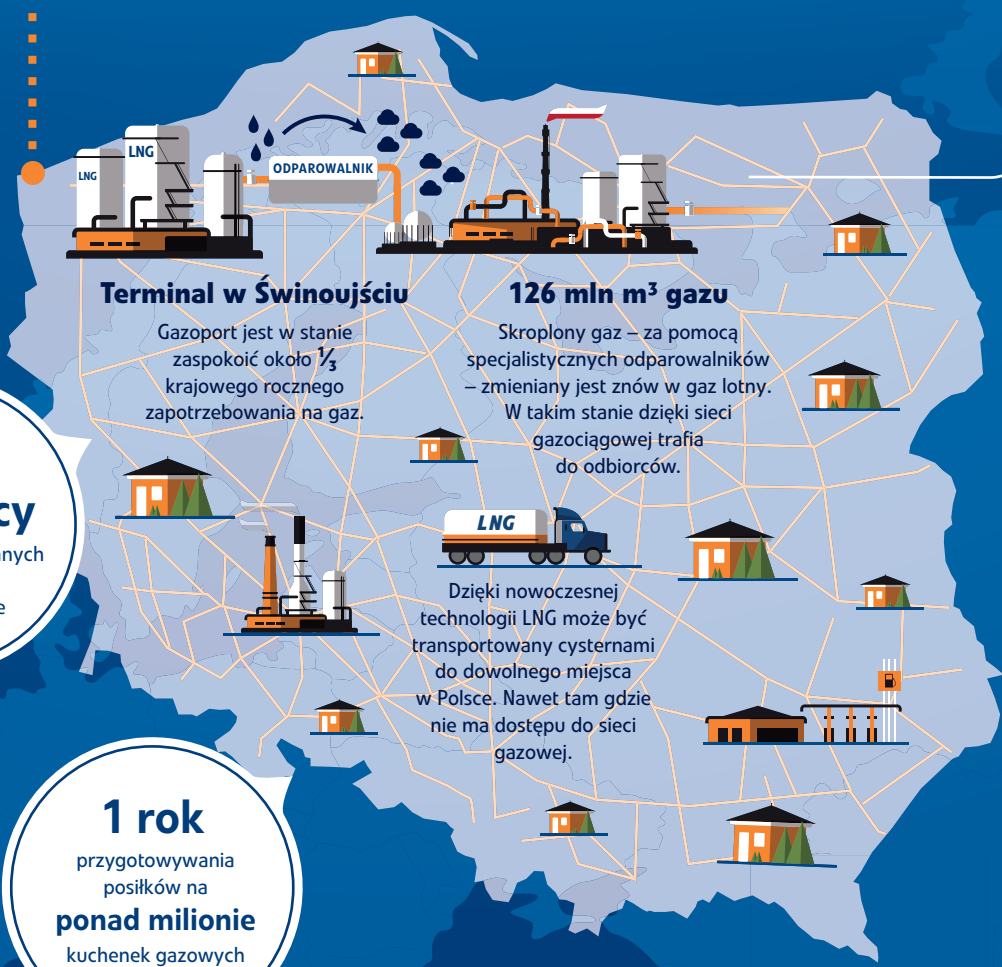 LNG
LNG
ODPAROWALNIK
Terminal w Świnoujściu
Gazoport jest w stanie
zaspokoić około ⅓
krajowego rocznego
zapotrzebowania na gaz.
126 mln m³ gazu
Skroplony gaz – za pomocą
specjalistycznych odparowalników
– zmieniany jest znów w gaz lotny.
W takim stanie dzięki sieci
gazociągowej trafia
do odbiorców.
LNG
Dzięki nowoczesnej
technologii LNG może być
transportowany cysternami
do dowolnego miejsca
w Polsce. Nawet tam gdzie
nie ma dostępu do sieci
gazowej.
1 rok
przygotowywania
posiłków na
ponad milionie
kuchenek gazowych